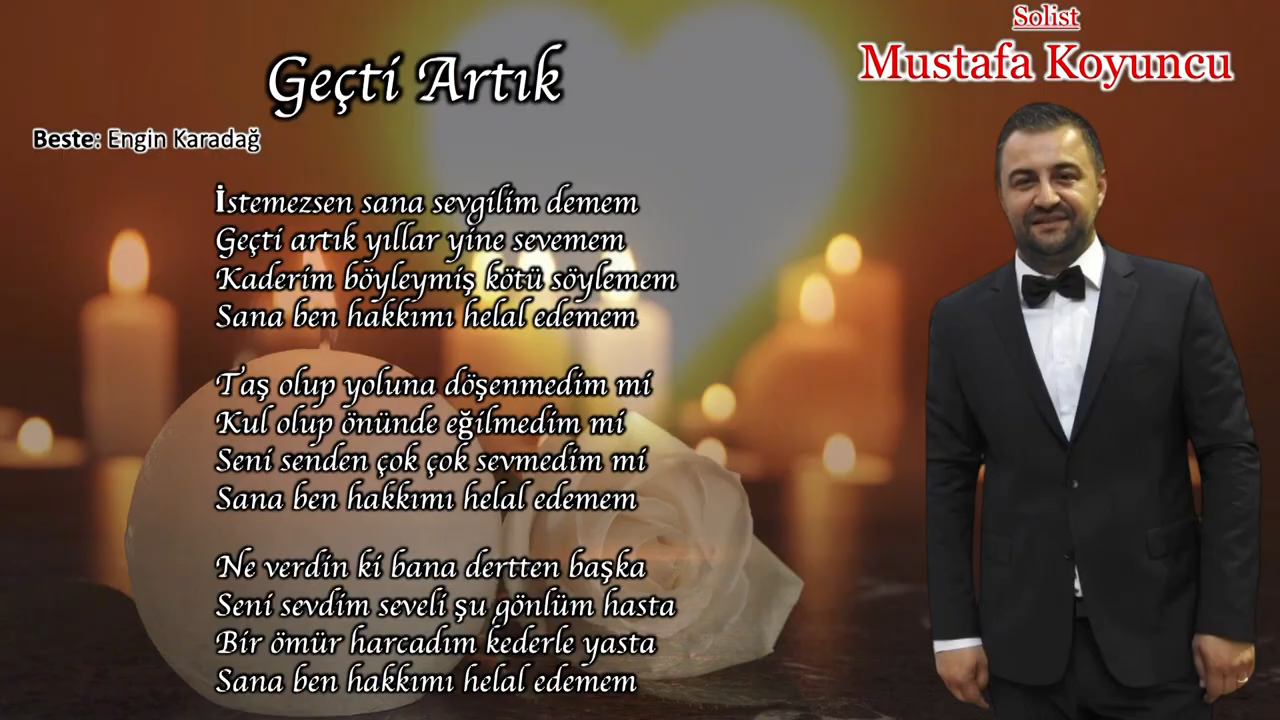 Solist
Mustafa Koyuncu
Geçti Artık
Beste: Engin Karadağ
İstemezsen sana sevgilim demem
Geçti artık yıllar yine sevemem
Kaderim böyleymiş kötü söylemem
Sana ben hakkımı helal edemem
Taş olup yoluna döşenmedim mi
Kul olup önünde eğilmedim mi
Seni senden çok çok sevmedim mi
Sana ben hakkımı helal edemem
Ne verdin ki bana dertten başka
Seni sevdim seveli şu gönlüm hasta
Bir ömür harcadım kederle yasta
Sana ben hakkımı helal edemem